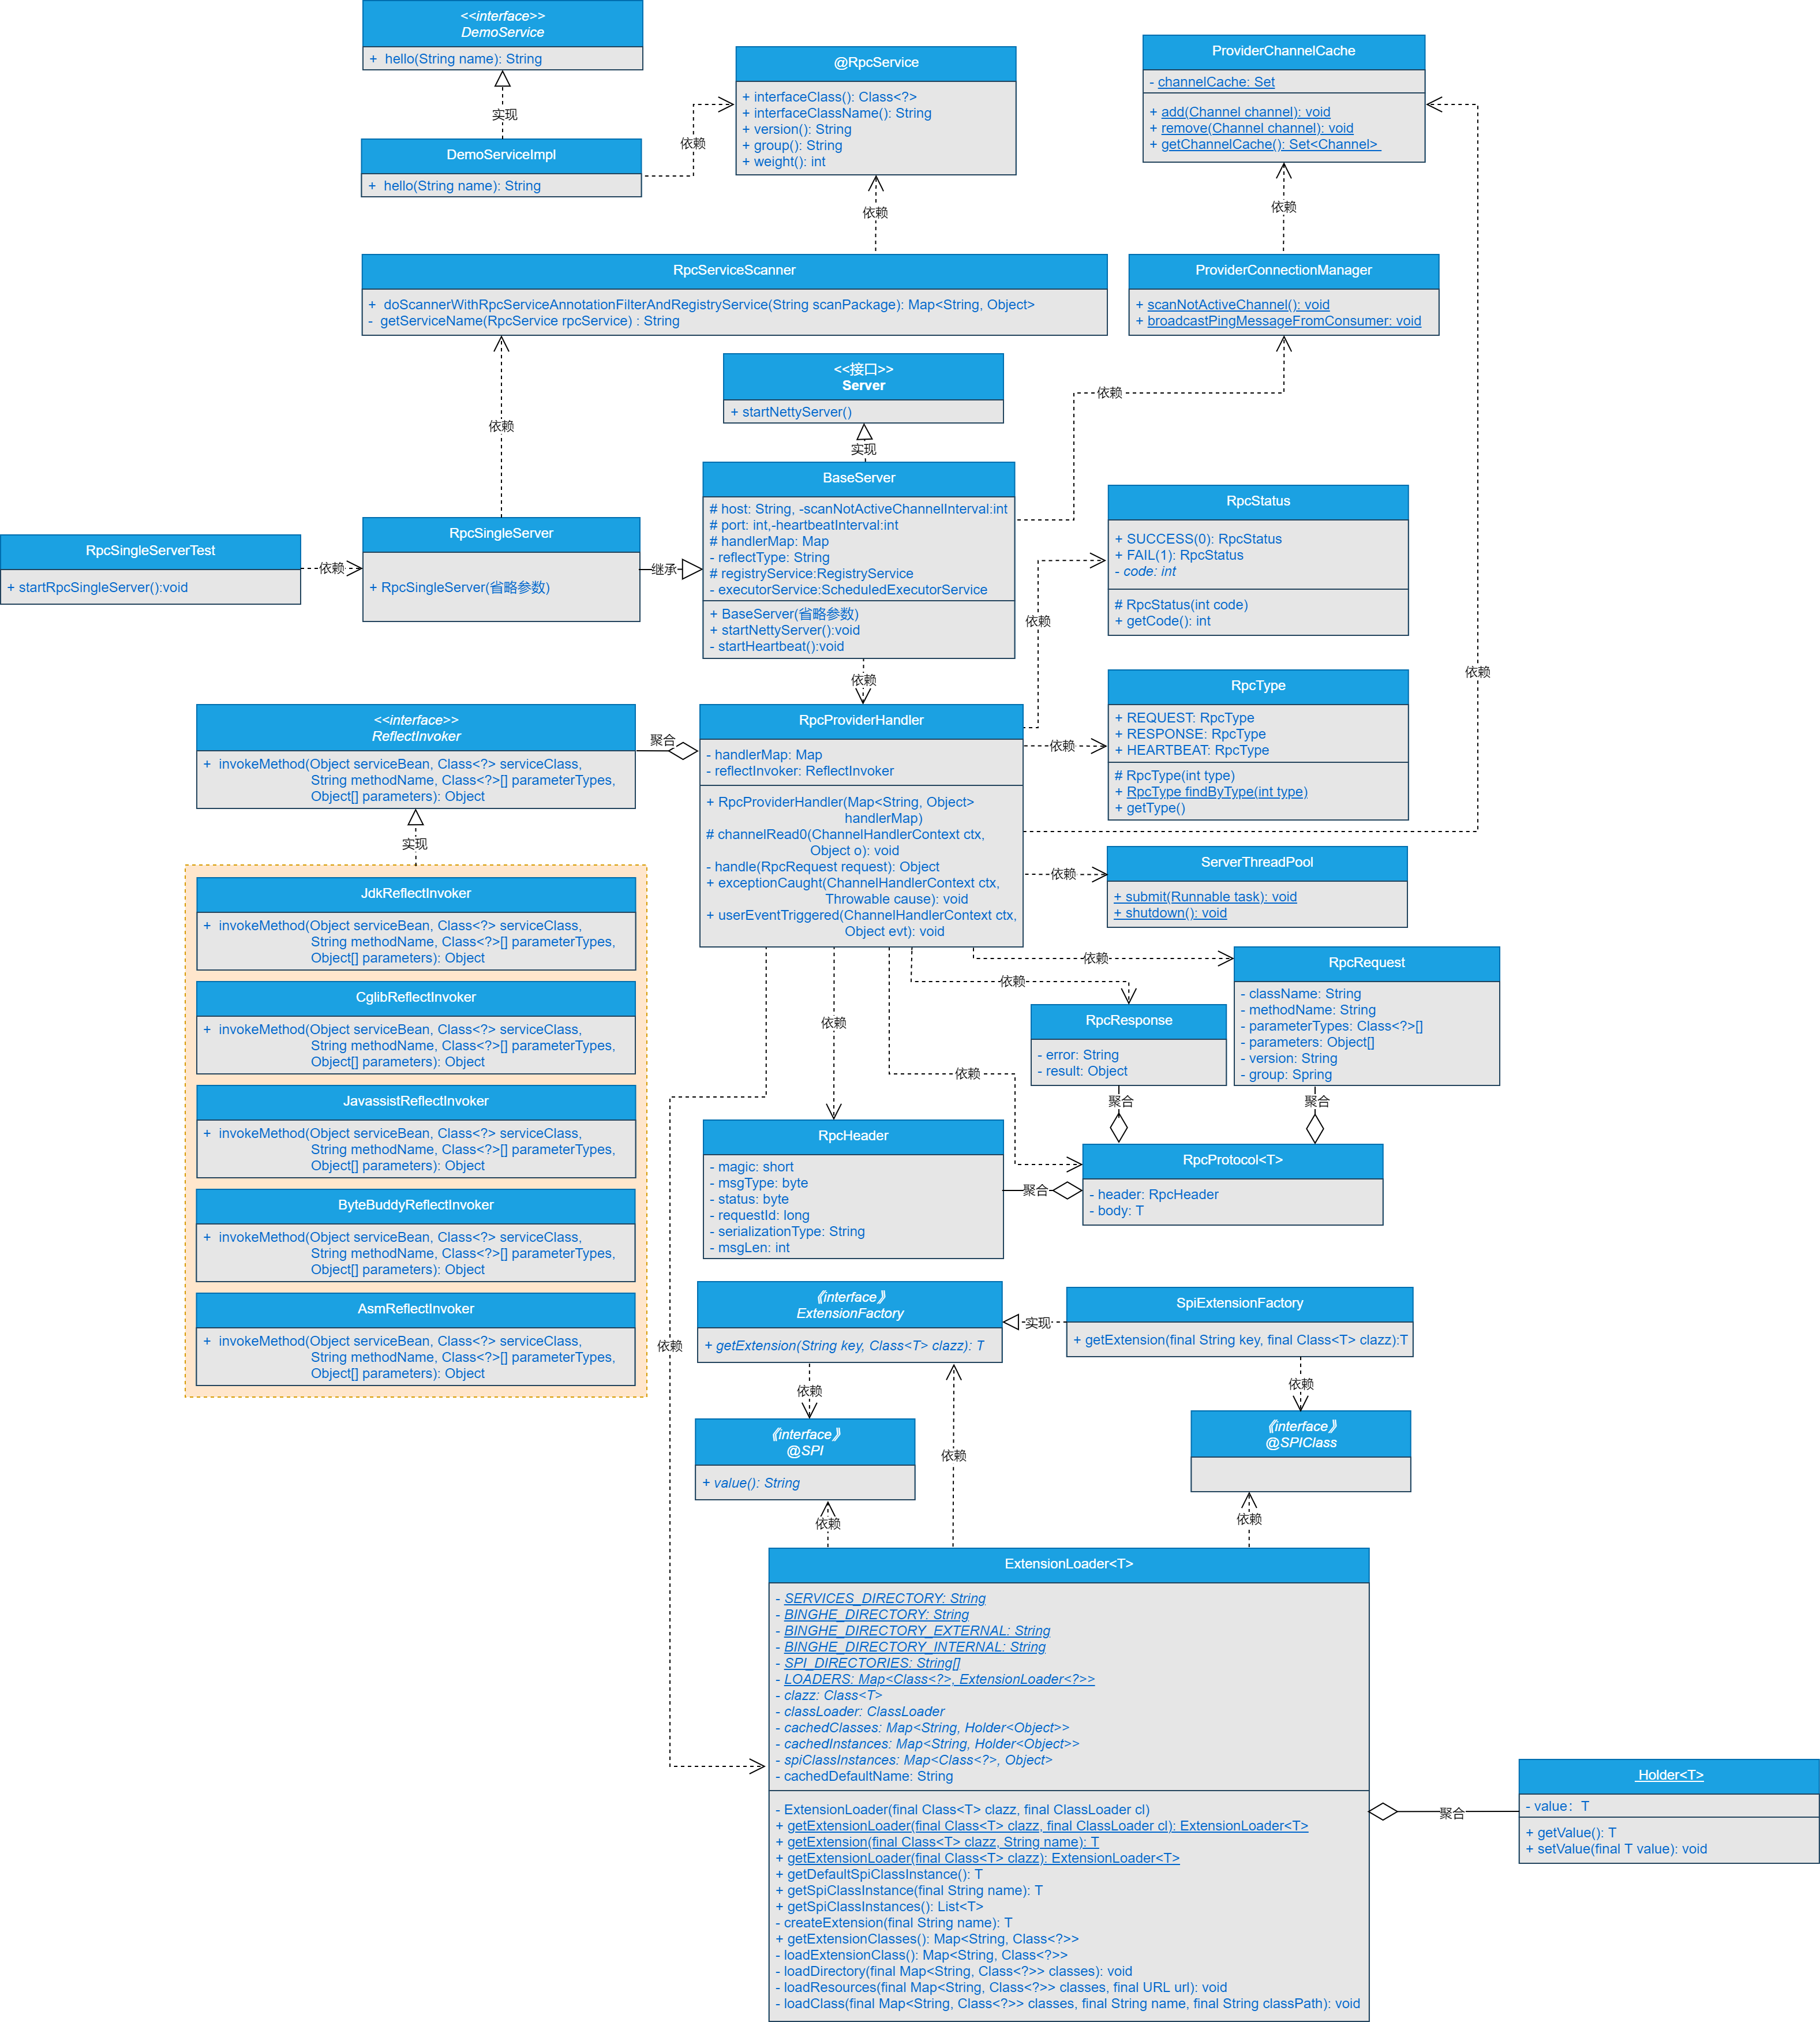 <<interface>>
DemoService
+ hello(String name): String
实现
DemoServiceImpl
+ hello(String name): String
依赖
@RpcService
+ interfaceClass(): Class<?>
+ interfaceClassName(): String
+ version(): String
+ group(): String
+ weight(): int
依赖
ProviderChannelCache
- channelCache: Set
+ add(Channel channel): void
+ remove(Channel channel): void
+ getChannelCache(): Set<Channel>
依赖
RpcServiceScanner
+ doScannerWithRpcServiceAnnotationFilterAndRegistryService(String scanPackage): Map<String, Object>
- getServiceName(RpcService rpcService) : String
ProviderConnectionManager
+ scanNotActiveChannel(): void
+ broadcastPingMessageFromConsumer: void
依赖
依赖
<<接口>>
Server
+ startNettyServer()
实现
RpcSingleServerTest
+ startRpcSingleServer():void
依赖
RpcSingleServer
+ RpcSingleServer(省略参数)
继承
BaseServer
# host: String, -scanNotActiveChannelInterval:int
# port: int,-heartbeatInterval:int
# handlerMap: Map
- reflectType: String
# registryService:RegistryService
- executorService:ScheduledExecutorService
+ BaseServer(省略参数)
+ startNettyServer():void
- startHeartbeat():void
依赖
RpcStatus
+ SUCCESS(0): RpcStatus
+ FAIL(1): RpcStatus
- code: int
# RpcStatus(int code)
+ getCode(): int
依赖
依赖
RpcType
+ REQUEST: RpcType
+ RESPONSE: RpcType
+ HEARTBEAT: RpcType
# RpcType(int type)
+ RpcType findByType(int type)
+ getType()
依赖
<<interface>>
ReflectInvoker
+ invokeMethod(Object serviceBean, Class<?> serviceClass,
String methodName, Class<?>[] parameterTypes,
Object[] parameters): Object
聚合
实现
RpcProviderHandler
- handlerMap: Map
- reflectInvoker: ReflectInvoker
+ RpcProviderHandler(Map<String, Object>
handlerMap)
# channelRead0(ChannelHandlerContext ctx,
Object o): void
- handle(RpcRequest request): Object
+ exceptionCaught(ChannelHandlerContext ctx,
Throwable cause): void
+ userEventTriggered(ChannelHandlerContext ctx,
Object evt): void
依赖
ServerThreadPool
+ submit(Runnable task): void
+ shutdown(): void
JdkReflectInvoker
+ invokeMethod(Object serviceBean, Class<?> serviceClass,
String methodName, Class<?>[] parameterTypes,
Object[] parameters): Object
CglibReflectInvoker
+ invokeMethod(Object serviceBean, Class<?> serviceClass,
String methodName, Class<?>[] parameterTypes,
Object[] parameters): Object
JavassistReflectInvoker
+ invokeMethod(Object serviceBean, Class<?> serviceClass,
String methodName, Class<?>[] parameterTypes,
Object[] parameters): Object
ByteBuddyReflectInvoker
+ invokeMethod(Object serviceBean, Class<?> serviceClass,
String methodName, Class<?>[] parameterTypes,
Object[] parameters): Object
AsmReflectInvoker
+ invokeMethod(Object serviceBean, Class<?> serviceClass,
String methodName, Class<?>[] parameterTypes,
Object[] parameters): Object
依赖
RpcRequest
- className: String
- methodName: String
- parameterTypes: Class<?>[]
- parameters: Object[]
- version: String
- group: Spring
依赖
RpcResponse
- error: String
- result: Object
依赖
依赖
聚合
聚合
RpcHeader
- magic: short
- msgType: byte
- status: byte
- requestId: long
- serializationType: String
- msgLen: int
聚合
RpcProtocol<T>
- header: RpcHeader
- body: T
依赖
《interface》
ExtensionFactory
+ getExtension(String key, Class<T> clazz): T
实现
SpiExtensionFactory
+ getExtension(final String key, final Class<T> clazz):T
依赖
依赖
《interface》
@SPI
+ value(): String
依赖
《interface》
@SPIClass
依赖
依赖
ExtensionLoader<T>
- SERVICES_DIRECTORY: String
- BINGHE_DIRECTORY: String
- BINGHE_DIRECTORY_EXTERNAL: String
- BINGHE_DIRECTORY_INTERNAL: String
- SPI_DIRECTORIES: String[]
- LOADERS: Map<Class<?>, ExtensionLoader<?>>
- clazz: Class<T>
- classLoader: ClassLoader
- cachedClasses: Map<String, Holder<Object>>
- cachedInstances: Map<String, Holder<Object>>
- spiClassInstances: Map<Class<?>, Object>
- cachedDefaultName: String
- ExtensionLoader(final Class<T> clazz, final ClassLoader cl)
+ getExtensionLoader(final Class<T> clazz, final ClassLoader cl): ExtensionLoader<T>
+ getExtension(final Class<T> clazz, String name): T
+ getExtensionLoader(final Class<T> clazz): ExtensionLoader<T>
+ getDefaultSpiClassInstance(): T
+ getSpiClassInstance(final String name): T
+ getSpiClassInstances(): List<T>
- createExtension(final String name): T
+ getExtensionClasses(): Map<String, Class<?>>
- loadExtensionClass(): Map<String, Class<?>>
- loadDirectory(final Map<String, Class<?>> classes): void
- loadResources(final Map<String, Class<?>> classes, final URL url): void
- loadClass(final Map<String, Class<?>> classes, final String name, final String classPath): void
聚合
Holder<T>
- value：T
+ getValue(): T
+ setValue(final T value): void